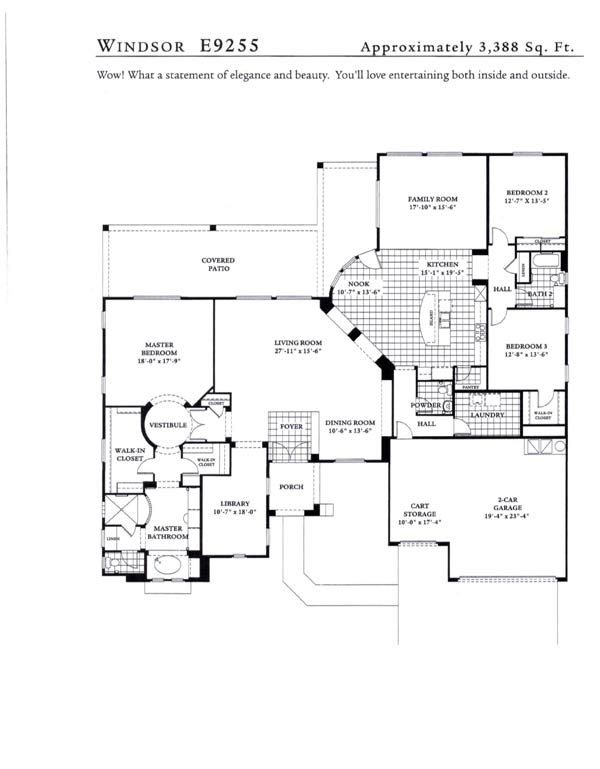 WINDSOR E9255
Approximately 3,388 Sq. Ft.
Wow! What a statement of elegance and beauty. You'll love entertaining both inside and outside.
FAMILY ROOM
17'-10" x 15'-6"
BEDROOM 2
12'-7" X 13'-5"
CLOSET
COVERED
PATIO
KITCHEN
15'-1" x 19'-5"
NOOK
10'-7" x 13'-6"
LINEN
HALL
BATH 2
ISLAND
MASTER
BEDROOM
18'-0" x 17'-9"
LIVING ROOM
27'-11" x 15'-6"
BEDROOM 3
12'-8" x 13'-6"
PANTRY
CLOSET
POWDER
LAUNDRY
WALK-IN
CLOSET
VESTIBULE
FOYER
DINING ROOM
10'-6" x 13'-6"
HALL
WALK-IN
CLOSET
WALK-IN
CLOSET
LIBRARY
10'-7" x 18'-0"
PORCH
CART
STORAGE
10'-0" x 17'-4"
2-CAR
GARAGE
19'-4" x 23'-4"
LINEN
MASTER
BATHROOM